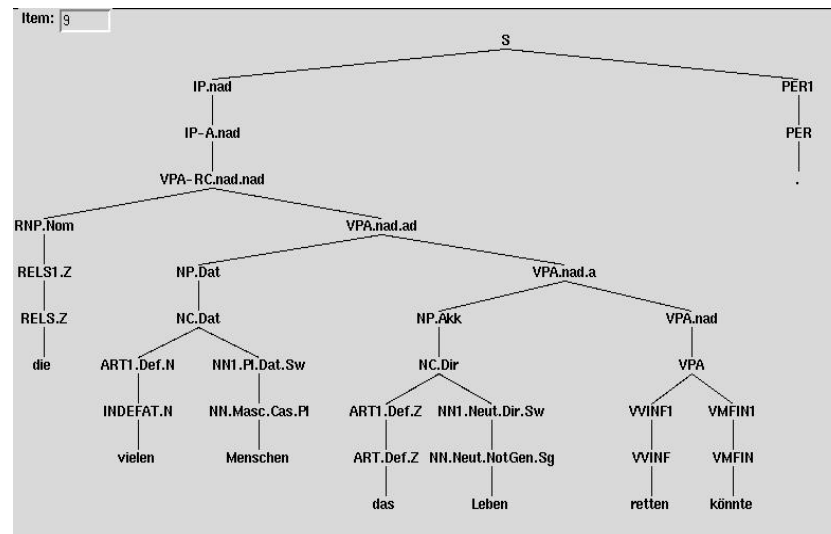 Item: 9
S
IP.nad PER1
IP-A.nad PER
VPA-RC.nad.nad .
RNP.Nom VPA.nad.ad
RELS1.Z NP.Dat VPA.nad.a
RELS.Z NC.Dat NP.Akk VPA.nad
die ART1.Def.N NN1.Pl.Dat.Sw NC.Dir VPA
INDEFAT.N NN.Masc.Cas.Pl ART1.Def.Z NN1.Neut.Dir.Sw VVINF1 VMFIN1
vielen Menschen ART.Def.Z NN.Neut.NotGen.Sg VVINF VMFIN
das Leben retten könnte